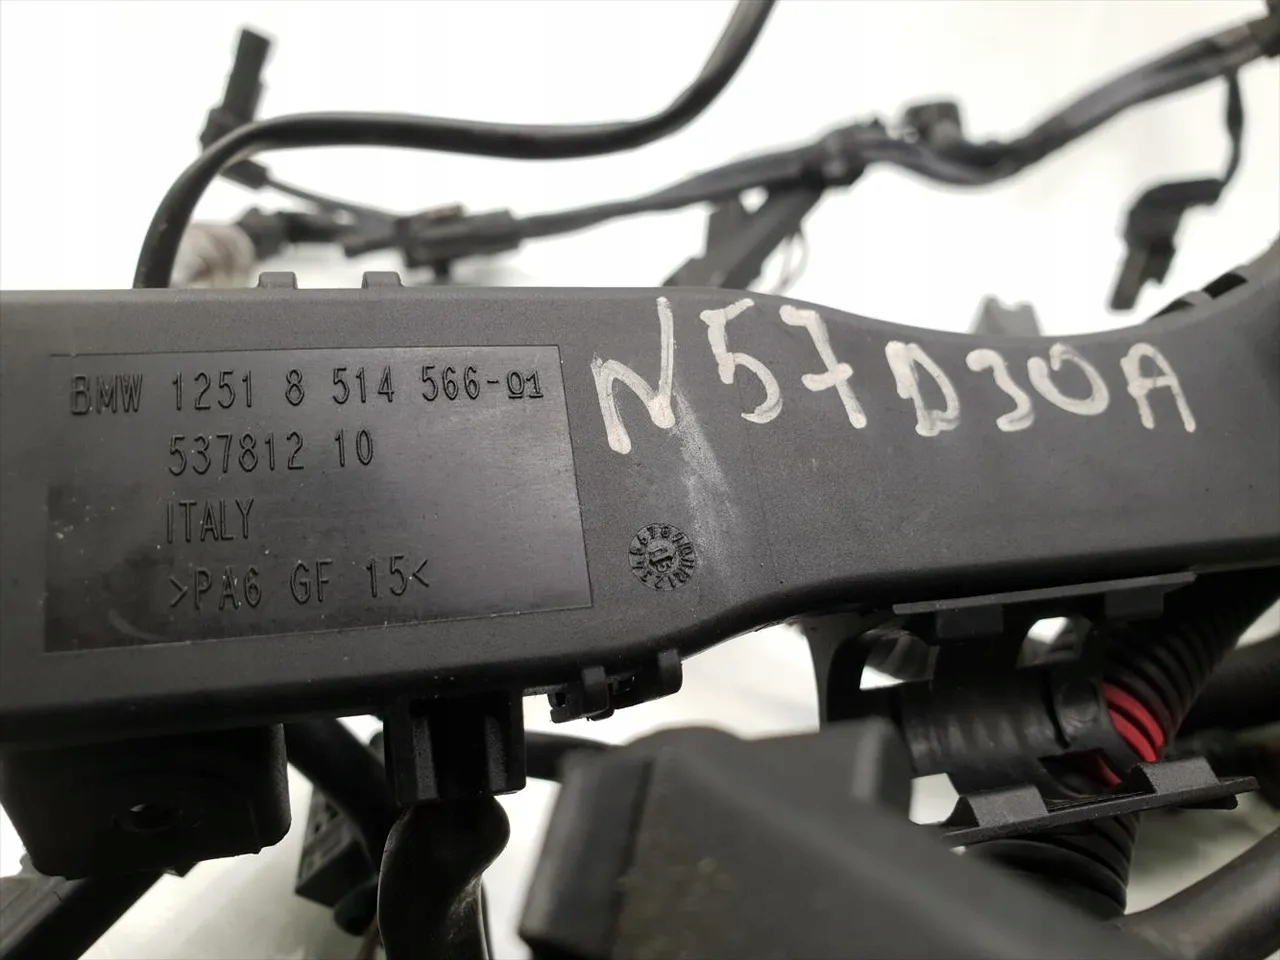 BMW 1251 8 514 566-01
537812 10
ITALY
>PA6 GF 15<
N57D30A